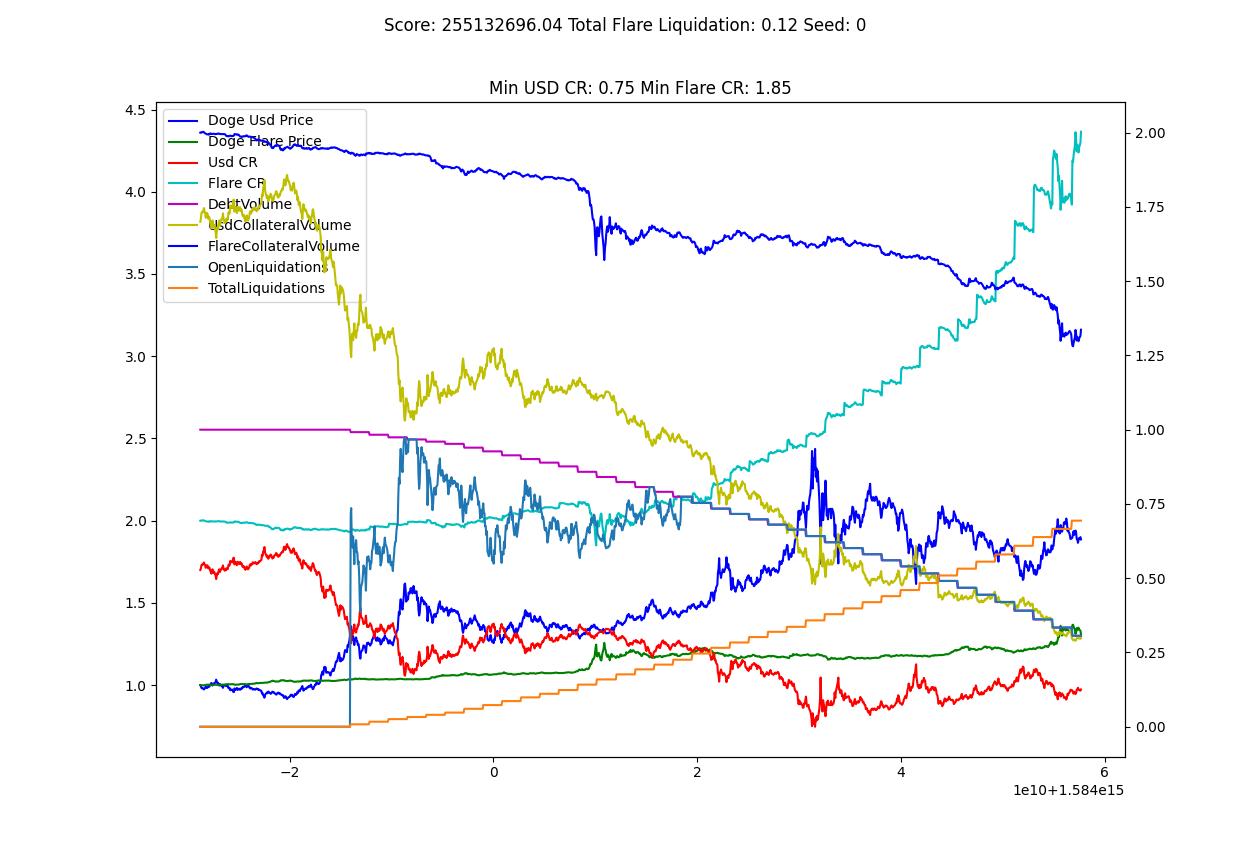 Score: 255132696.04 Total Flare Liquidation: 0.12 Seed: 0
Min USD CR: 0.75 Min Flare CR: 1.85
4.5
4.0
3.5
3.0
2.5
2.0
1.5
1.0
Doge Usd Price
Doge Flare Price
Usd CR
Flare CR
DebtVolume
UsdCollateralVolume
FlareCollateralVolume
OpenLiquidations
TotalLiquidations
2.00
1.75
1.50
1.25
1.00
0.75
0.50
0.25
0.00
−2 0 2 4 6
1e10+1.584e15